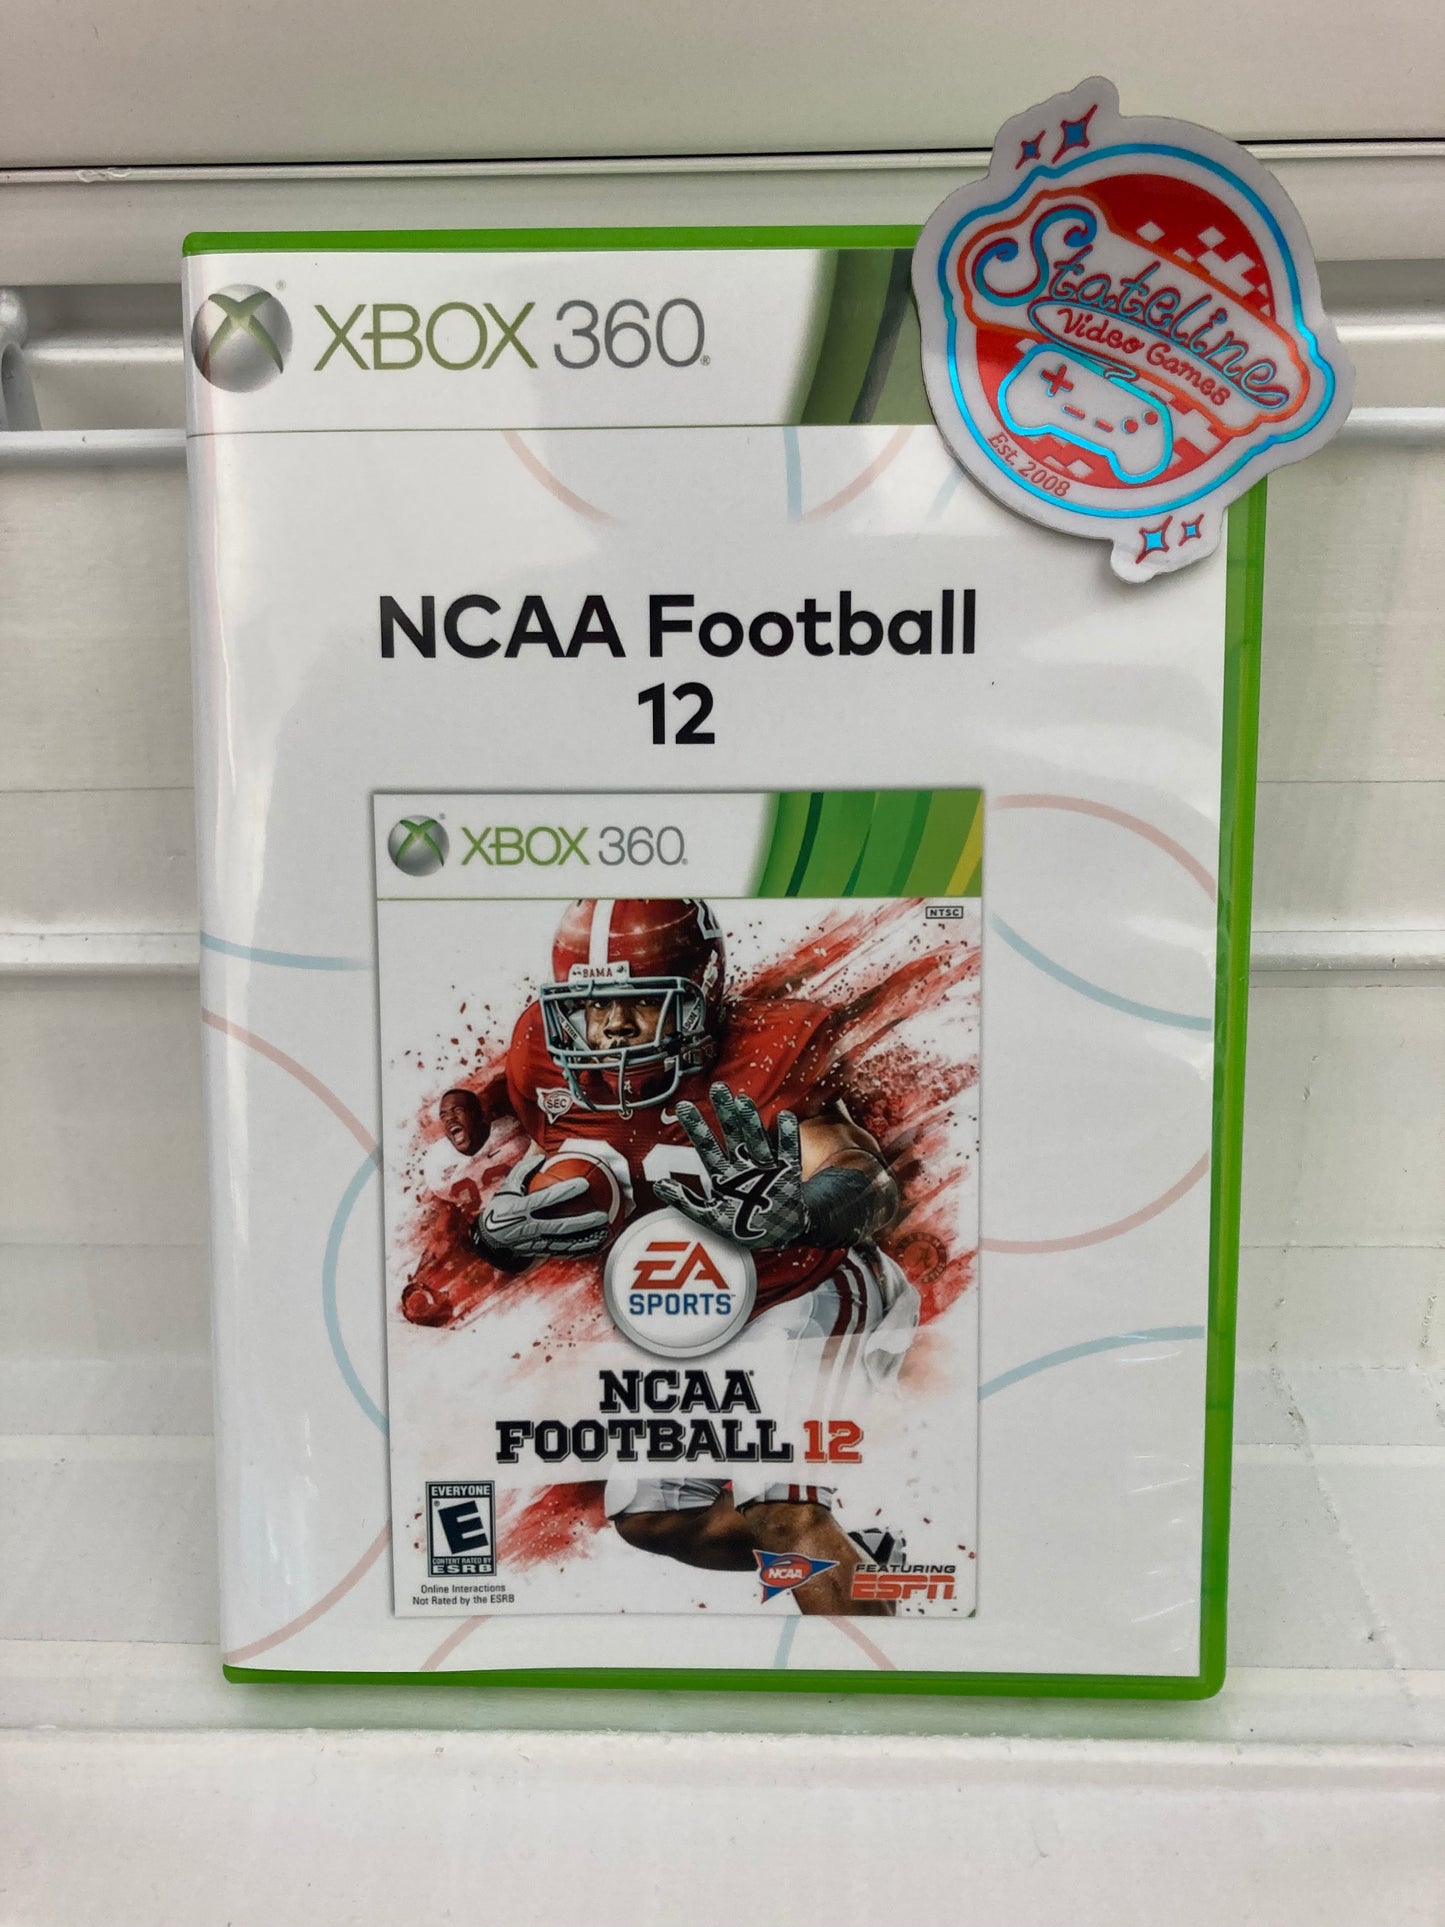 XBOX 360®
Stateline
Video Games
Est. 2008
NCAA Football
12
XBOX 360®
NTSC
BAMA
SEC
A
EA
SPORTS™
NCAA
FOOTBALL 12
EVERYONE
E
CONTENT RATED BY
ESRB
Online Interactions
Not Rated by the ESRB
NCAA
FEATURING
ESPN